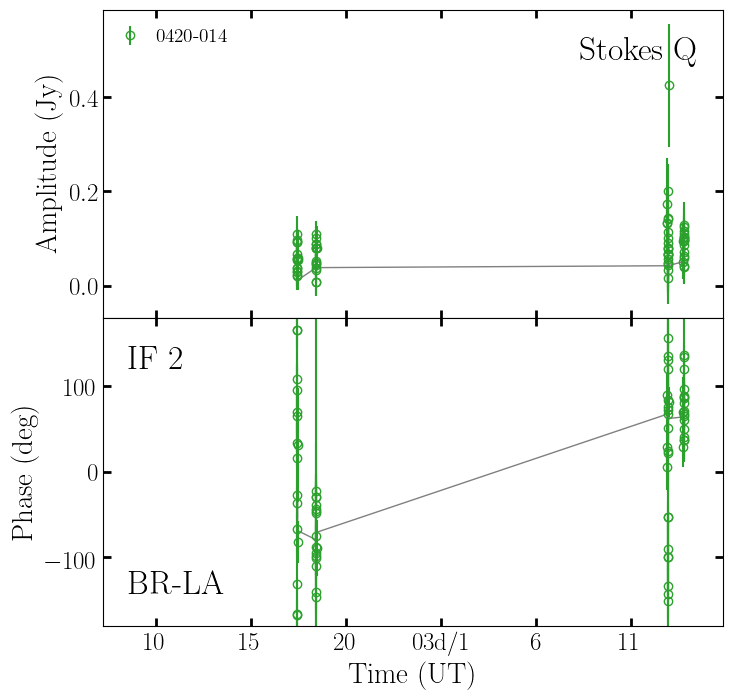 0420-014
Stokes Q
Amplitude (Jy)
0.4
0.2
0.0
IF 2
Phase (deg)
100
0
−100
BR-LA
10 15 20 03d/1 6 11
Time (UT)